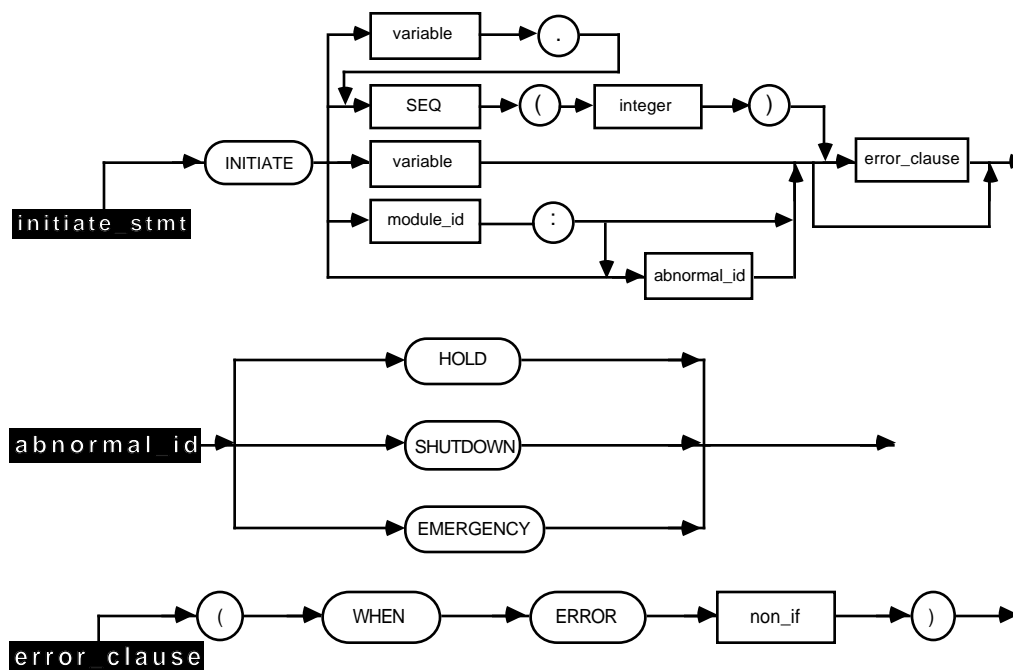 variable .
SEQ ( integer )
INITIATE variable error_clause
initiate_stmt module_id :
abnormal_id
HOLD
abnormal_id SHUTDOWN
EMERGENCY
( WHEN ERROR non_if )
error_clause